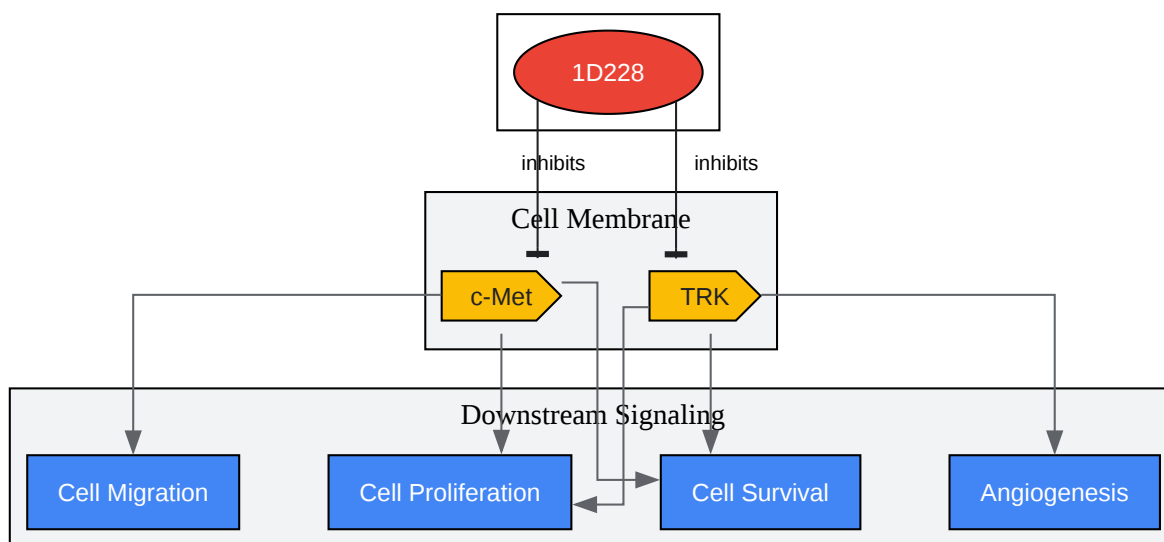 1D228
inhibits
inhibits
Cell Membrane
c-Met
TRK
Downstream Signaling
Cell Migration
Cell Proliferation
Cell Survival
Angiogenesis